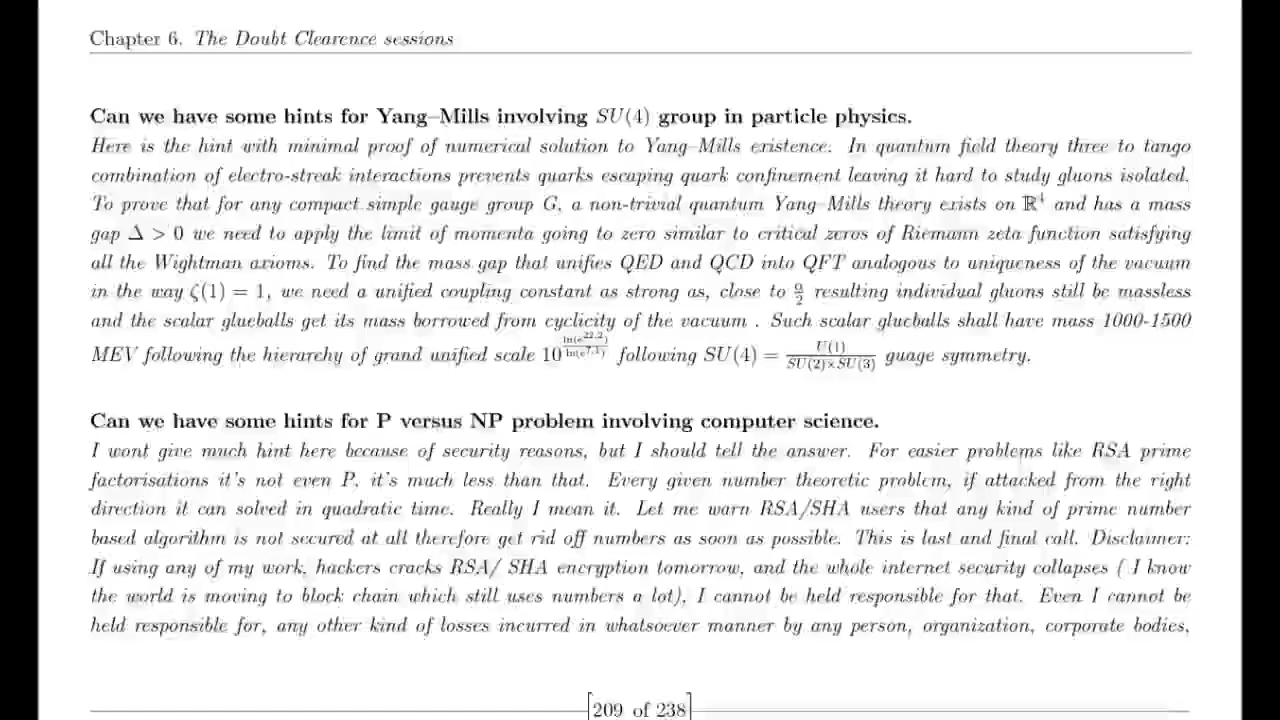 Chapter 6. The Doubt Clearence sessions
Can we have some hints for Yang–Mills involving SU(4) group in particle physics.
Here is the hint with minimal proof of numerical solution to Yang–Mills existence: In quantum field theory three to tango
combination of electro-streak interactions prevents quarks escaping quark confinement leaving it hard to study gluons isolated.
To prove that for any compact simple gauge group G, a non-trivial quantum Yang–Mills theory exists on ℝ⁴ and has a mass
gap Δ > 0 we need to apply the limit of momenta going to zero similar to critical zeros of Riemann zeta function satisfying
all the Wightman axioms. To find the mass gap that unifies QED and QCD into QFT analogous to uniqueness of the vacuum
in the way ζ(1) = 1, we need a unified coupling constant as strong as, close to α/2 resulting individual gluons still be massless
and the scalar glueballs get its mass borrowed from cyclicity of the vacuum . Such scalar glueballs shall have mass 1000-1500
MEV following the hierarchy of grand unified scale 10^(ln(e^22.2)/ln(e^7.1)) following SU(4) = U(1)/(SU(2)×SU(3)) guage symmetry.
Can we have some hints for P versus NP problem involving computer science.
I wont give much hint here because of security reasons, but I should tell the answer. For easier problems like RSA prime
factorisations it's not even P, it's much less than that. Every given number theoretic problem, if attacked from the right
direction it can solved in quadratic time. Really I mean it. Let me warn RSA/SHA users that any kind of prime number
based algorithm is not secured at all therefore get rid off numbers as soon as possible. This is last and final call. Disclaimer:
If using any of my work, hackers cracks RSA/ SHA encryption tomorrow, and the whole internet security collapses ( I know
the world is moving to block chain which still uses numbers a lot), I cannot be held responsible for that. Even I cannot be
held responsible for, any other kind of losses incurred in whatsoever manner by any person, organization, corporate bodies,
[209 of 238]